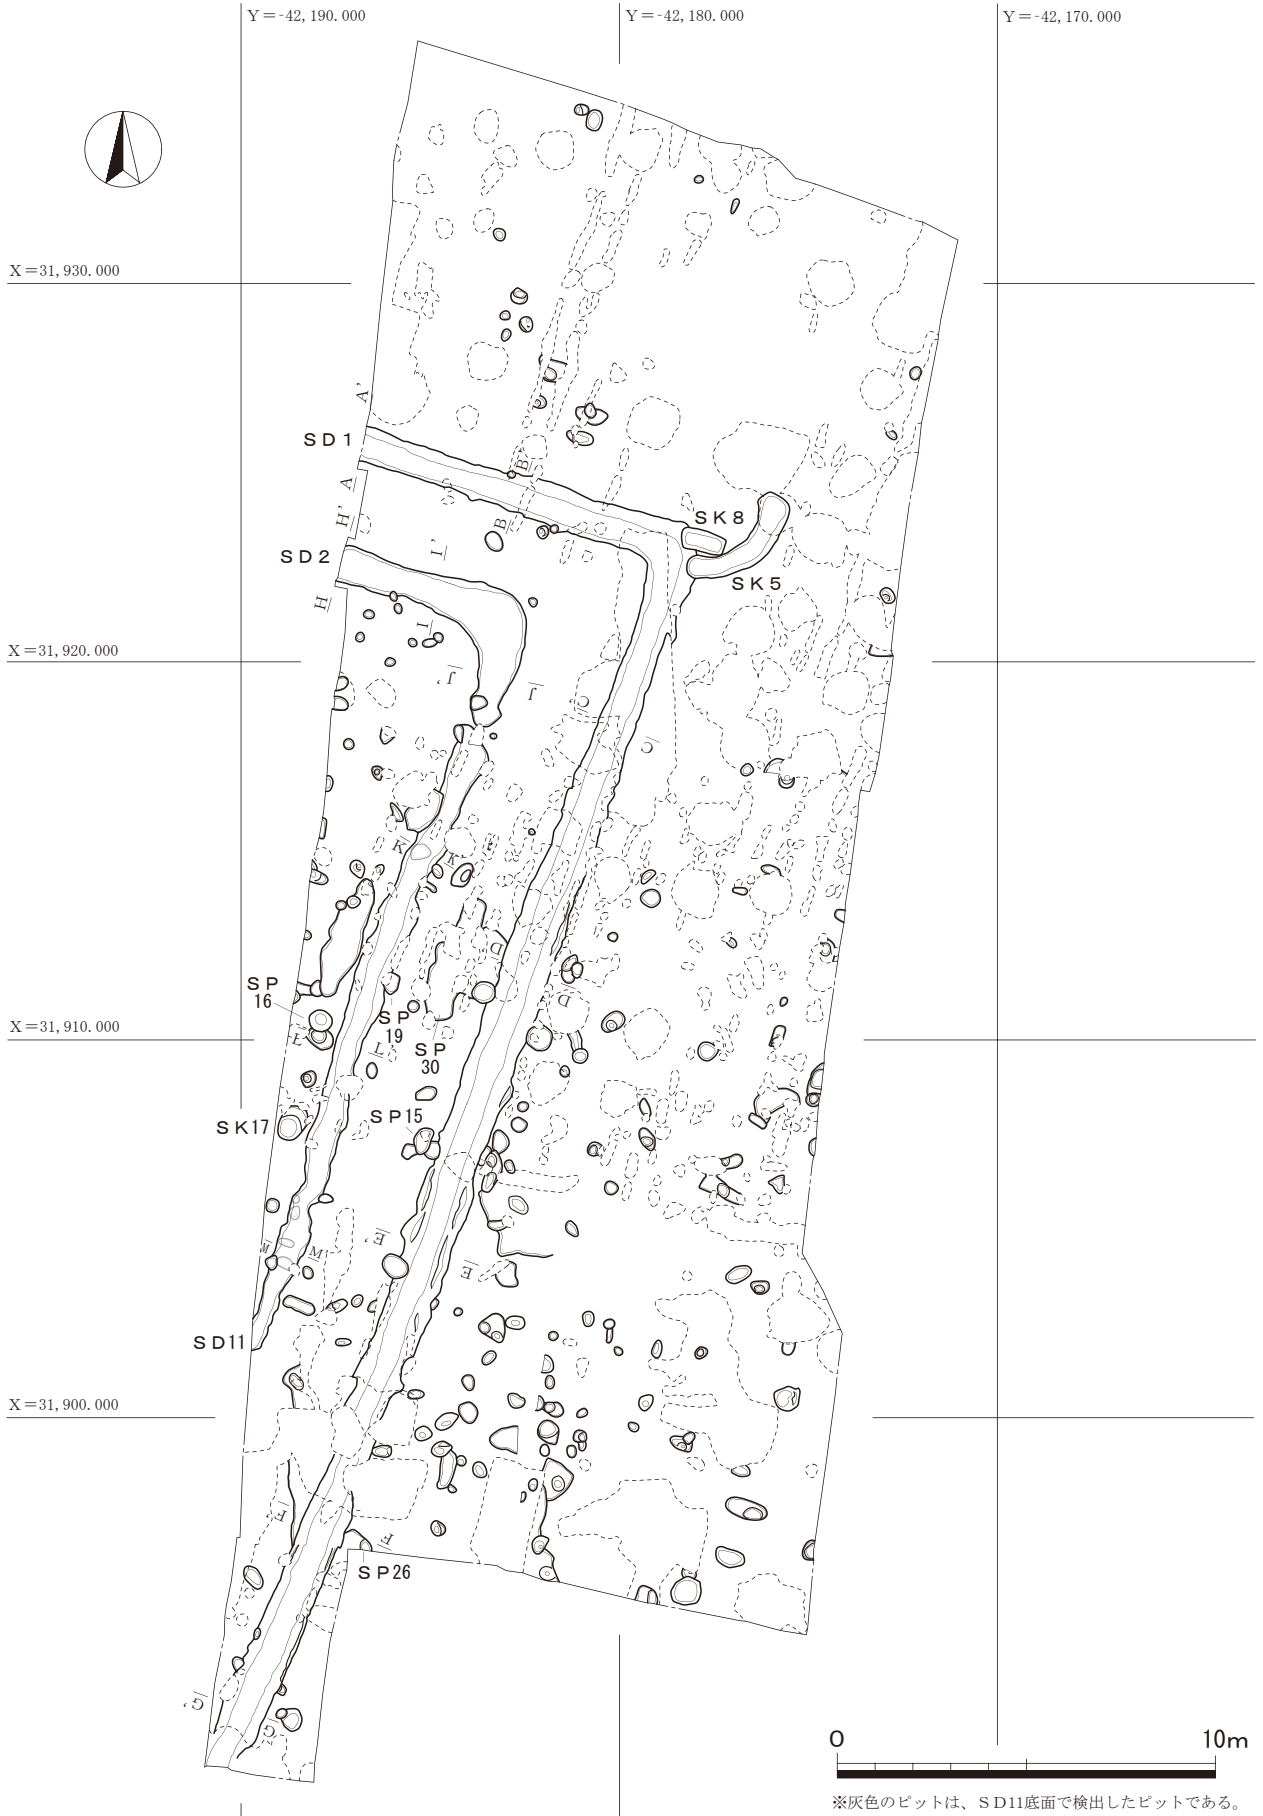 Y=-42,190.000
Y=-42,180.000
Y=-42,170.000
X=31,930.000
A'
SD1
A
B'
B
H'
SK8
I'
SD2
SK5
H
I
X=31,920.000
J'
J
C'
C
K
K'
D'
SP
16
D
X=31,910.000
SP
19
L
L'
SP
30
SP15
SK17
E'
M'
M
E
SD11
X=31,900.000
F'
F
SP26
G'
G
0
10m
※灰色のピットは、SD11底面で検出したピットである。